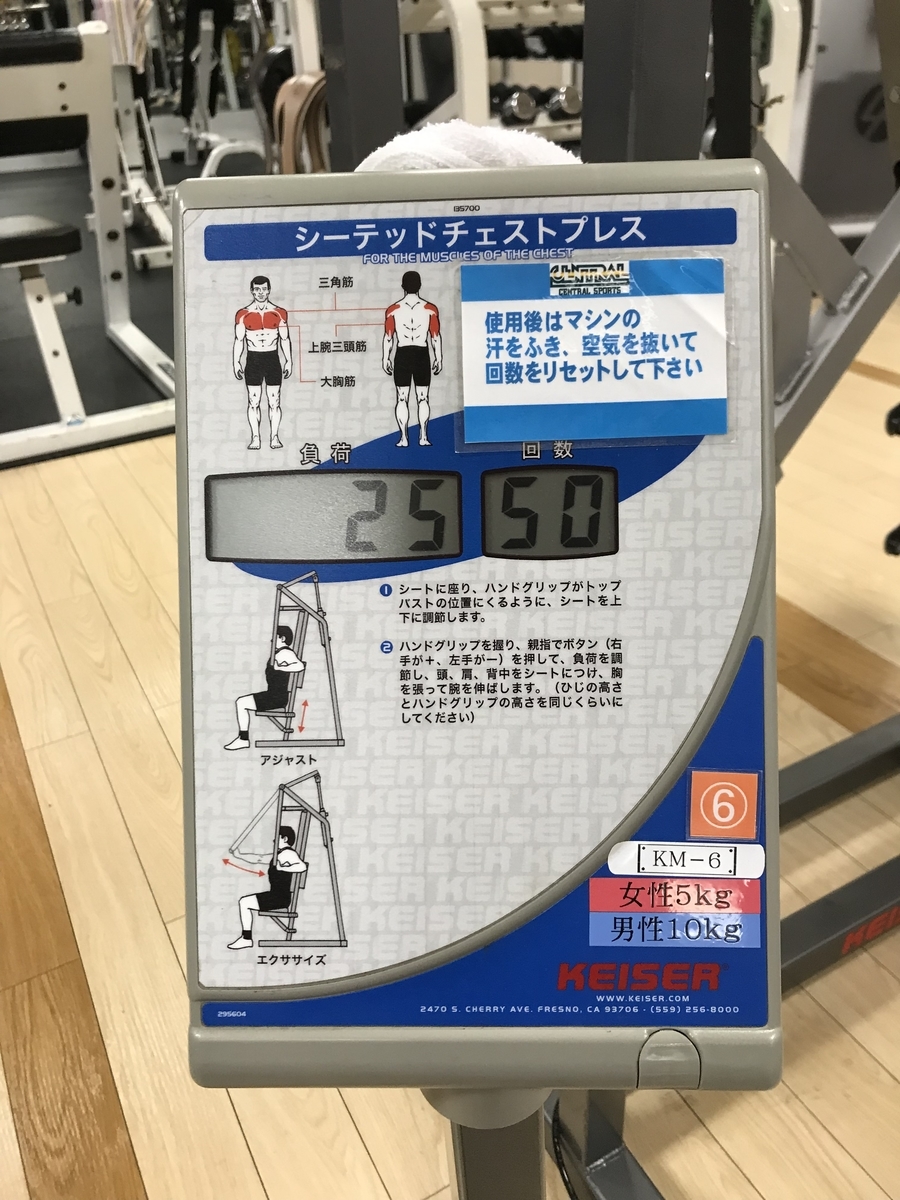 135700
シーテッドチェストプレス
FOR THE MUSCLES OF THE CHEST
三角筋
上腕三頭筋
大胸筋
CENTRAL
CENTRAL SPORTS
使用後はマシンの
汗をふき、空気を抜いて
回数をリセットして下さい
負荷 回数
25 50
❶ シートに座り、ハンドグリップがトップ
バストの位置にくるように、シートを上
下に調節します。
❷ ハンドグリップを握り、親指でボタン（右
手が＋、左手がー）を押して、負荷を調
節し、頭、肩、背中をシートにつけ、胸
を張って腕を伸ばします。（ひじの高さ
とハンドグリップの高さを同じくらいに
してください）
アジャスト
エクササイズ
⑥
KM-6
女性5kg
男性10kg
KEISER
WWW.KEISER.COM
2470 S. CHERRY AVE. FRESNO, CA 93706 - (559) 256-8000
295604
KEISER